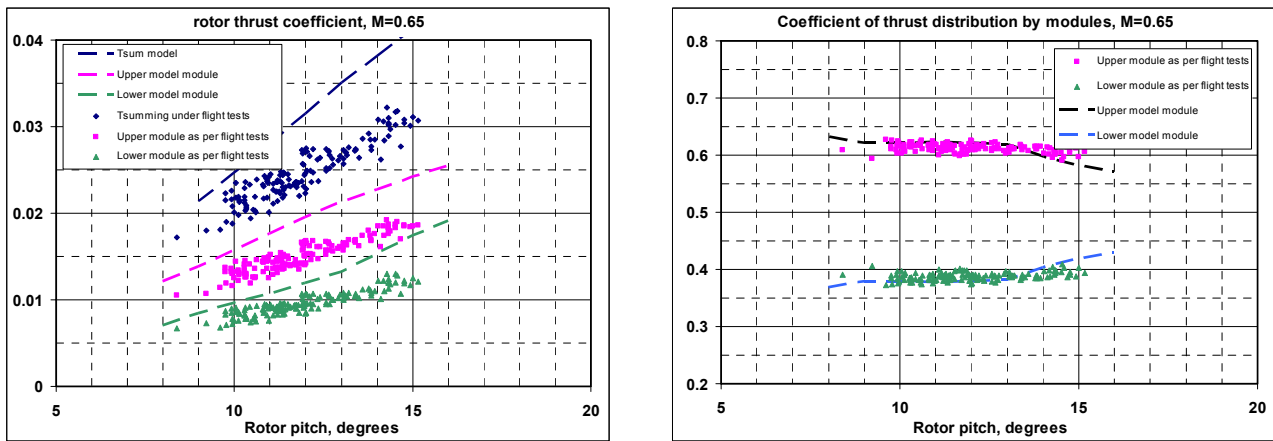 rotor thrust coefficient, M=0.65
0.04
0.03
0.02
0.01
0
Tsum model
Upper model module
Lower model module
Tsumming under flight tests
Upper module as per flight tests
Lower module as per flight tests
5 10 15 20
Rotor pitch, degrees
Coefficient of thrust distribution by modules, M=0.65
0.8
0.7
0.6
0.5
0.4
0.3
0.2
Upper module as per flight tests
Lower module as per flight tests
Upper model module
Lower model module
5 10 15 20
Rotor pitch, degrees